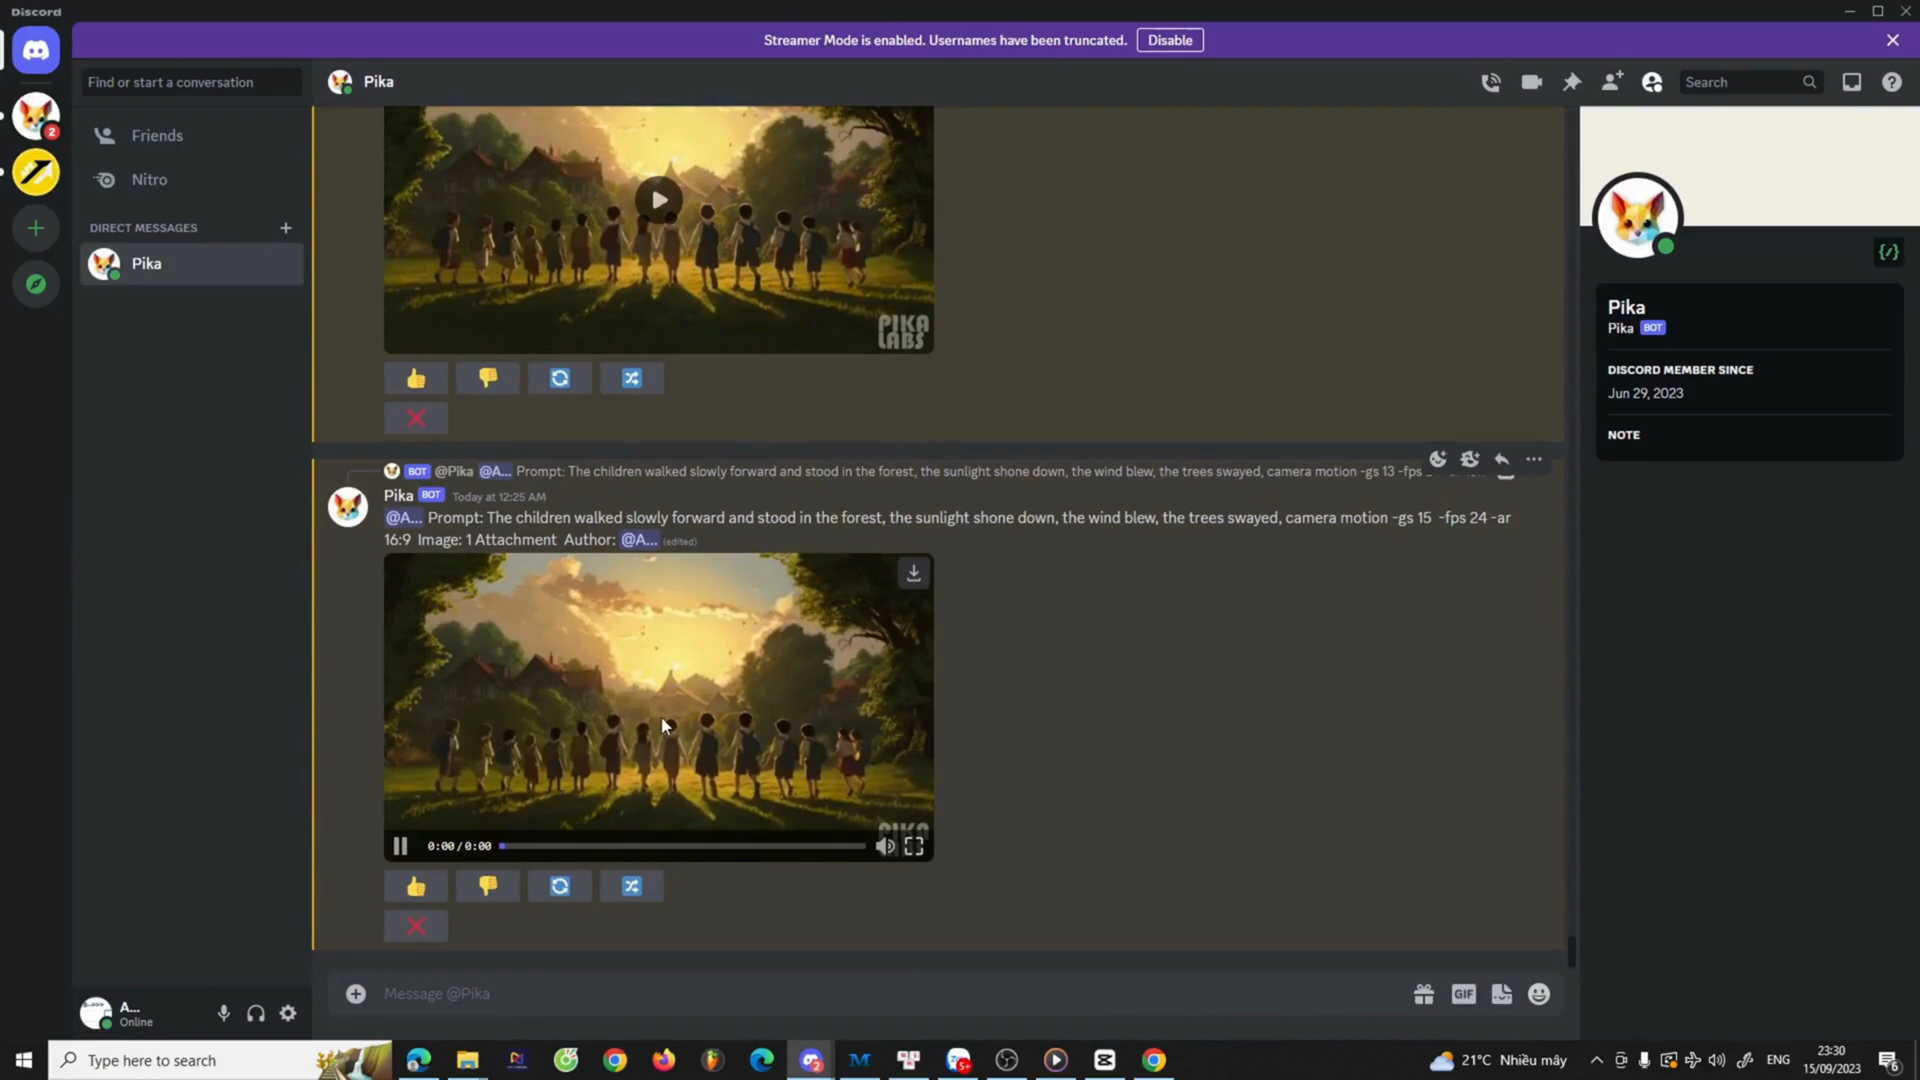 Discord
Streamer Mode is enabled. Usernames have been truncated. Disable
Find or start a conversation
Pika
Search
Friends
Nitro
DIRECT MESSAGES
Pika
2
PIKA LABS
BOT @Pika @A... Prompt: The children walked slowly forward and stood in the forest, the sunlight shone down, the wind blew, the trees swayed, camera motion -gs 13 -fps
Pika BOT Today at 12:25 AM
@A... Prompt: The children walked slowly forward and stood in the forest, the sunlight shone down, the wind blew, the trees swayed, camera motion -gs 15 -fps 24 -ar
16:9 Image: 1 Attachment Author: @A... (edited)
PIKA
0:00/0:00
Pika
Pika BOT
DISCORD MEMBER SINCE
Jun 29, 2023
NOTE
A...
Online
Message @Pika
GIF
Type here to search
2
5+
21°C Nhiều mây
ENG
23:30
15/09/2023
6